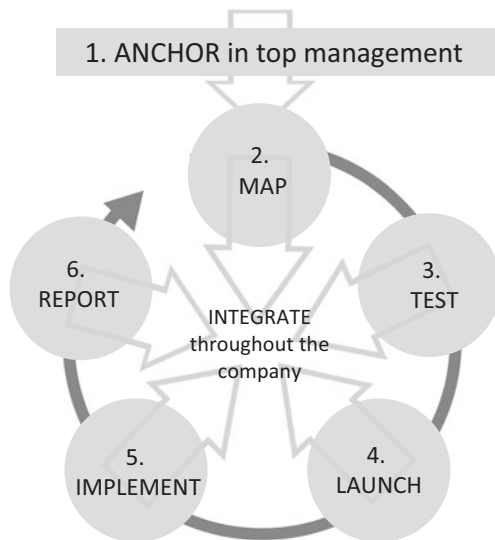 1. ANCHOR in top management
2.
MAP
3.
TEST
4.
LAUNCH
5.
IMPLEMENT
6.
REPORT
INTEGRATE
throughout the
company